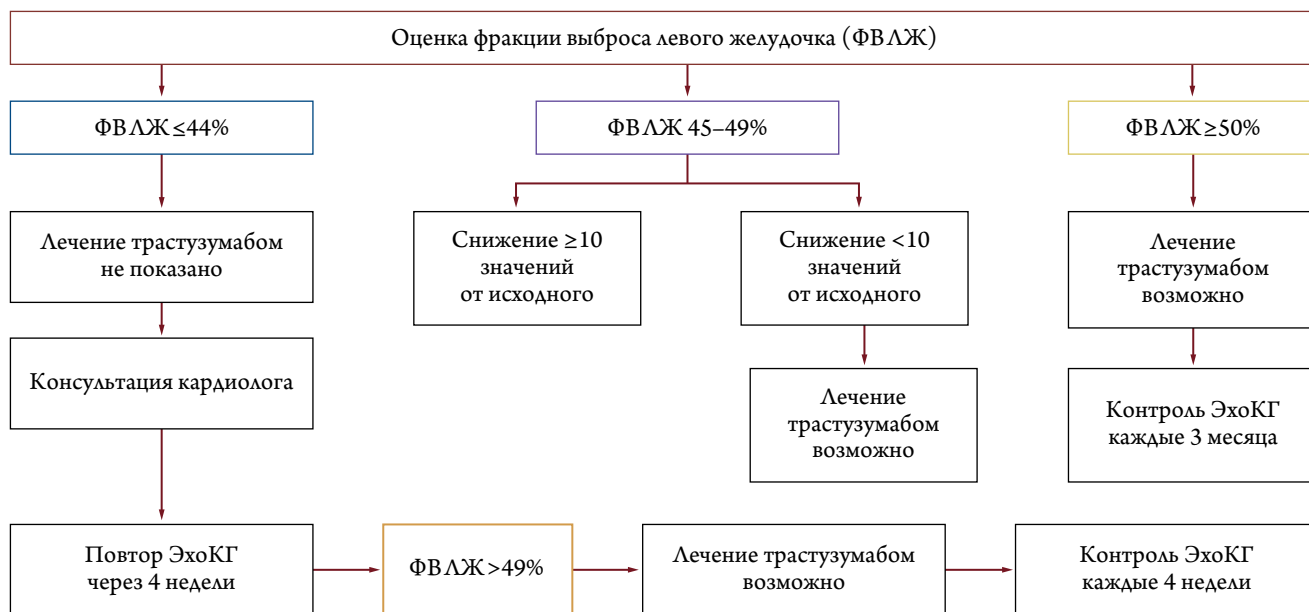 Оценка фракции выброса левого желудочка (ФВЛЖ)
ФВЛЖ ≤44%
ФВЛЖ 45–49%
ФВЛЖ ≥50%
Лечение трастузумабом
не показано
Снижение ≥10
значений
от исходного
Снижение <10
значений
от исходного
Лечение
трастузумабом
возможно
Консультация кардиолога
Лечение
трастузумабом
возможно
Контроль ЭхоКГ
каждые 3 месяца
Повтор ЭхоКГ
через 4 недели
ФВЛЖ >49%
Лечение трастузумабом
возможно
Контроль ЭхоКГ
каждые 4 недели